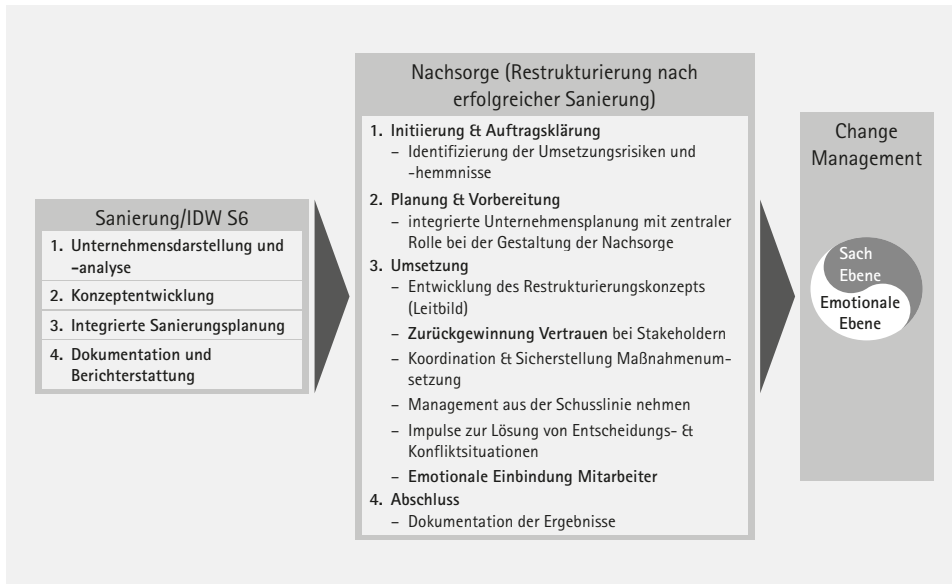 Sanierung/IDW S6
1. Unternehmensdarstellung und
-analyse
2. Konzeptentwicklung
3. Integrierte Sanierungsplanung
4. Dokumentation und
Berichterstattung
Nachsorge (Restrukturierung nach
erfolgreicher Sanierung)
1. Initiierung & Auftragsklärung
– Identifizierung der Umsetzungsrisiken und
-hemmnisse
2. Planung & Vorbereitung
– integrierte Unternehmensplanung mit zentraler
Rolle bei der Gestaltung der Nachsorge
3. Umsetzung
– Entwicklung des Restrukturierungskonzepts
(Leitbild)
– Zurückgewinnung Vertrauen bei Stakeholdern
– Koordination & Sicherstellung Maßnahmenum-
setzung
– Management aus der Schusslinie nehmen
– Impulse zur Lösung von Entscheidungs- &
Konfliktsituationen
– Emotionale Einbindung Mitarbeiter
4. Abschluss
– Dokumentation der Ergebnisse
Change
Management
Sach
Ebene
Emotionale
Ebene